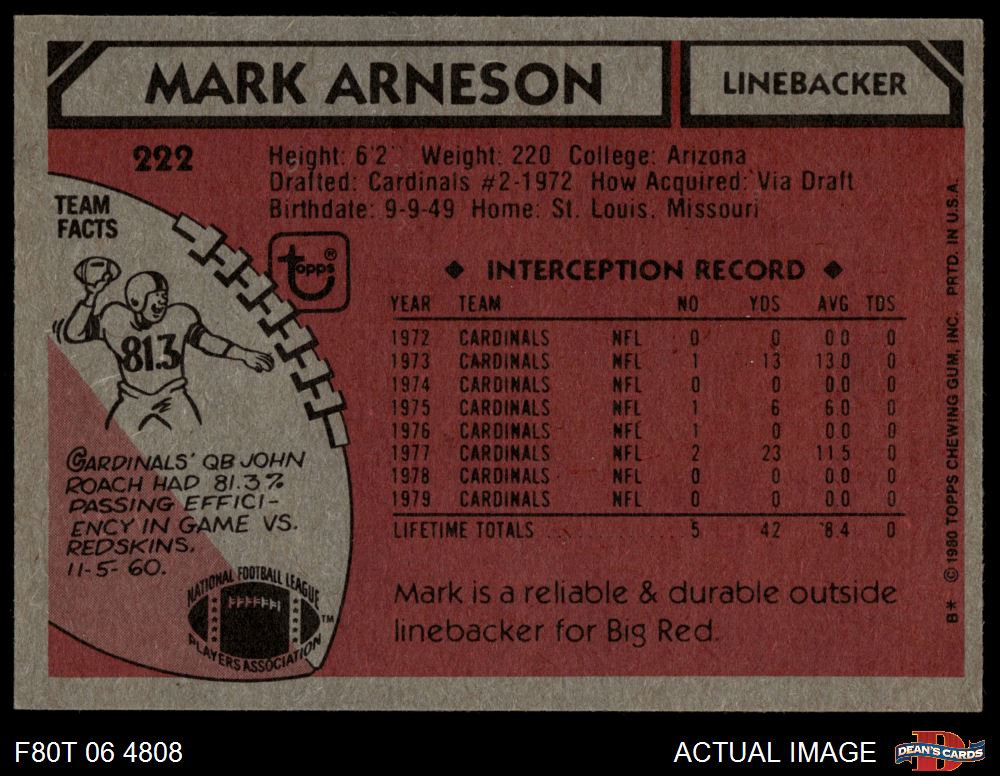 MARK ARNESON
LINEBACKER
222
Height: 6'2" Weight: 220 College: Arizona
Drafted: Cardinals #2-1972 How Acquired: Via Draft
Birthdate: 9-9-49 Home: St. Louis, Missouri
TEAM
FACTS
81.3
CARDINALS' QB JOHN
ROACH HAD 81.3%
PASSING EFFICI-
ENCY IN GAME VS.
REDSKINS,
11-5-60.
NATIONAL FOOTBALL LEAGUE
PLAYERS ASSOCIATION
TM
topps®
◆ INTERCEPTION RECORD ◆
YEAR TEAM NO YDS AVG TDS
1972 CARDINALS NFL 0 0 0.0 0
1973 CARDINALS NFL 1 13 13.0 0
1974 CARDINALS NFL 0 0 0.0 0
1975 CARDINALS NFL 1 6 6.0 0
1976 CARDINALS NFL 1 0 0.0 0
1977 CARDINALS NFL 2 23 11.5 0
1978 CARDINALS NFL 0 0 0.0 0
1979 CARDINALS NFL 0 0 0.0 0
LIFETIME TOTALS 5 42 8.4 0
Mark is a reliable & durable outside
linebacker for Big Red.
B* © 1980 TOPPS CHEWING GUM, INC. PRTD. IN U.S.A.
F80T 06 4808
ACTUAL IMAGE
DEAN'S CARDS